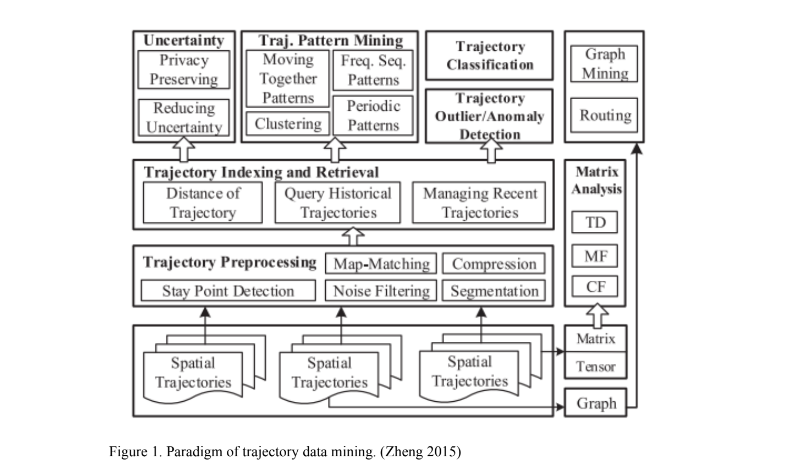 Uncertainty
Privacy
Preserving
Reducing
Uncertainty
Traj. Pattern Mining
Moving
Together
Patterns
Freq. Seq.
Patterns
Clustering
Periodic
Patterns
Trajectory
Classification
Trajectory
Outlier/Anomaly
Detection
Graph
Mining
Routing
Trajectory Indexing and Retrieval
Distance of
Trajectory
Query Historical
Trajectories
Managing Recent
Trajectories
Matrix
Analysis
TD
MF
CF
Trajectory Preprocessing
Map-Matching
Compression
Stay Point Detection
Noise Filtering
Segmentation
Spatial
Trajectories
Spatial
Trajectories
Spatial
Trajectories
Matrix
Tensor
Graph
Figure 1. Paradigm of trajectory data mining. (Zheng 2015)